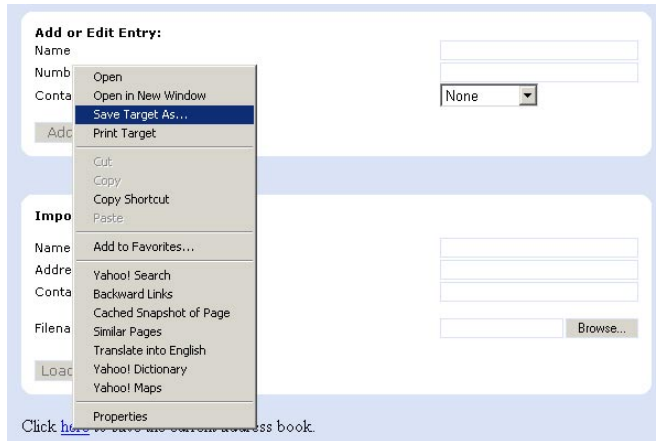 Add or Edit Entry:
Name
Numb
Conta
None
Add
Open
Open in New Window
Save Target As...
Print Target
Cut
Copy
Copy Shortcut
Paste
Add to Favorites...
Yahoo! Search
Backward Links
Cached Snapshot of Page
Similar Pages
Translate into English
Yahoo! Dictionary
Yahoo! Maps
Properties
Impo
Name
Addre
Conta
Filena
Browse...
Load
Click here to save the current address book.